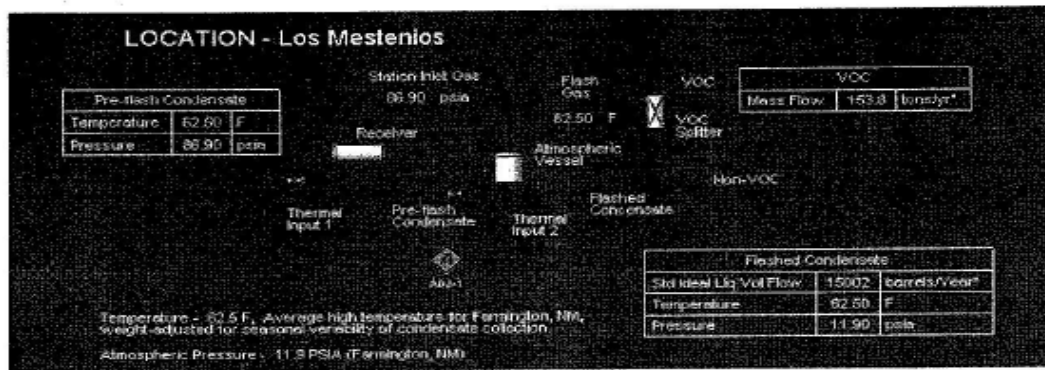 LOCATION - Los Mestenios
Station Inlet Gas
86.90 psia
Flash
Gas
62.50 F
VOC
VOC
Splitter
VOC
Mass Flow 153.8 tons/yr*
Pre-flash Condensate
Temperature 62.50 F
Pressure 86.90 psia
Receiver
Atmospheric
Vessel
Non-VOC
Thermal
Input 1
Pre-flash
Condensate
Thermal
Input 2
Flashed
Condensate
ADJ-1
Flashed Condensate
Std Ideal Liq Vol Flow 15002 barrels/Year*
Temperature 62.50 F
Pressure 11.90 psia
Temperature - 62.5 F, Average high temperature for Farmington, NM,
weight-adjusted for seasonal variability of condensate collection
Atmospheric Pressure - 11.9 PSIA (Farmington, NM)